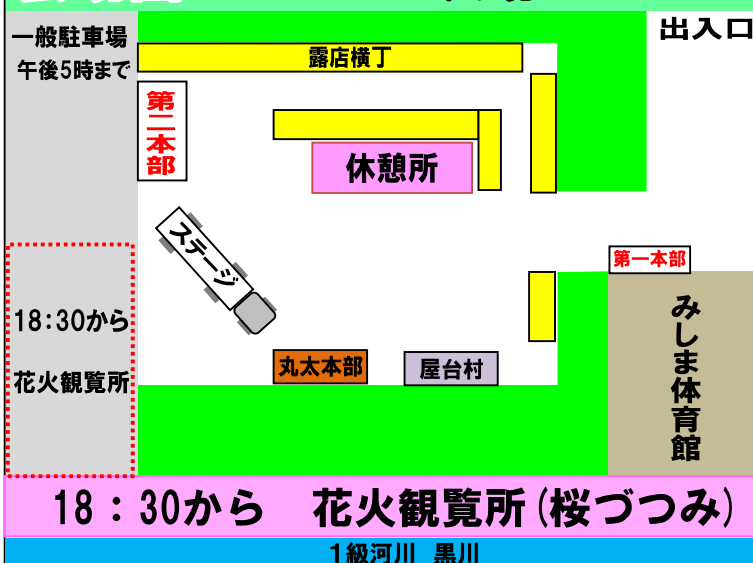 出入口
一般駐車場
午後5時まで
露店横丁
第二本部
休憩所
ステージ
第一本部
みしま体育館
18:30から
花火観覧所
丸太本部
屋台村
18：30から　花火観覧所(桜づつみ)
1級河川　黒川